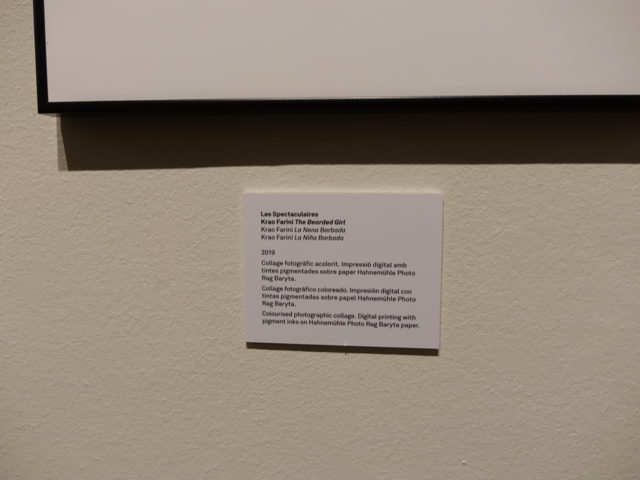 Les Spectaculaires
Krao Farini The Bearded Girl
Krao Farini La Nena Barbada
Krao Farini La Niña Barbada
2019
Collage fotogràfic acolorit. Impressió digital amb
tintes pigmentades sobre paper Hahnemühle Photo
Rag Baryta.
Collage fotográfico coloreado. Impresión digital con
tintas pigmentadas sobre papel Hahnemühle Photo
Rag Baryta.
Colourised photographic collage. Digital printing with
pigment inks on Hahnemühle Photo Rag Baryta paper.